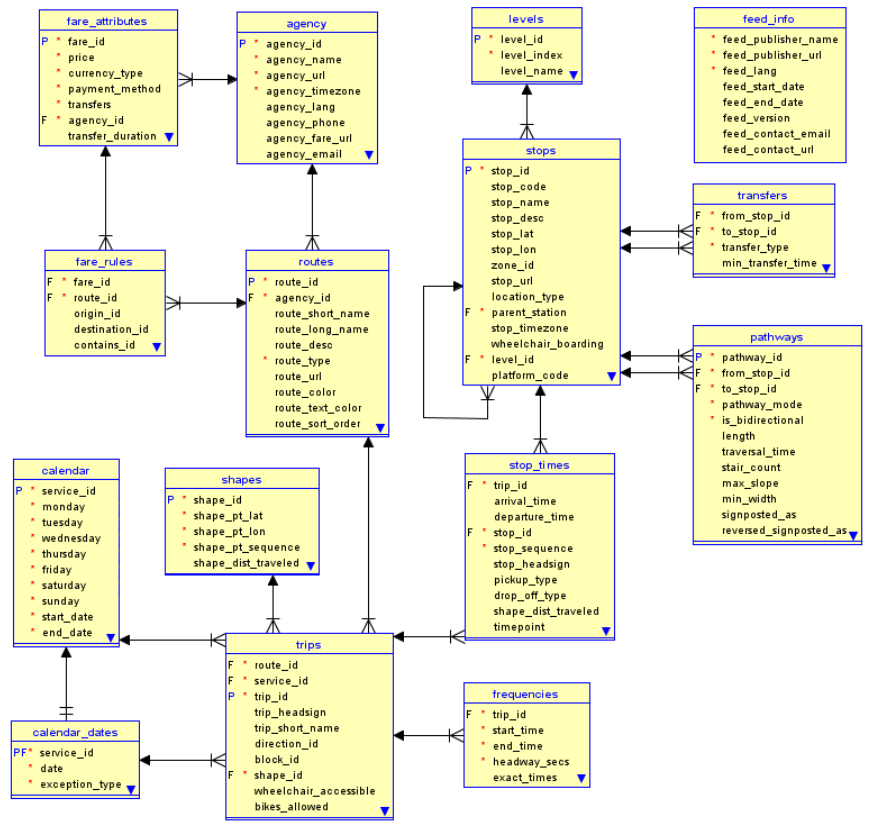 fare_attributes
P * fare_id
* price
* currency_type
* payment_method
* transfers
F * agency_id
transfer_duration
agency
P * agency_id
* agency_name
* agency_url
* agency_timezone
agency_lang
agency_phone
agency_fare_url
agency_email
levels
P * level_id
* level_index
level_name
feed_info
* feed_publisher_name
* feed_publisher_url
* feed_lang
feed_start_date
feed_end_date
feed_version
feed_contact_email
feed_contact_url
stops
P * stop_id
stop_code
stop_name
stop_desc
stop_lat
stop_lon
zone_id
stop_url
location_type
F * parent_station
stop_timezone
wheelchair_boarding
F * level_id
platform_code
transfers
F * from_stop_id
F * to_stop_id
* transfer_type
min_transfer_time
fare_rules
F * fare_id
F * route_id
origin_id
destination_id
contains_id
routes
P * route_id
F * agency_id
route_short_name
route_long_name
route_desc
* route_type
route_url
route_color
route_text_color
route_sort_order
pathways
P * pathway_id
F * from_stop_id
F * to_stop_id
* pathway_mode
* is_bidirectional
length
traversal_time
stair_count
max_slope
min_width
signposted_as
reversed_signposted_as
calendar
P * service_id
* monday
* tuesday
* wednesday
* thursday
* friday
* saturday
* sunday
* start_date
* end_date
shapes
P * shape_id
* shape_pt_lat
* shape_pt_lon
* shape_pt_sequence
shape_dist_traveled
stop_times
F * trip_id
arrival_time
departure_time
F * stop_id
* stop_sequence
stop_headsign
pickup_type
drop_off_type
shape_dist_traveled
timepoint
trips
F * route_id
F * service_id
P * trip_id
trip_headsign
trip_short_name
direction_id
block_id
F * shape_id
wheelchair_accessible
bikes_allowed
calendar_dates
PF * service_id
* date
* exception_type
frequencies
F * trip_id
* start_time
* end_time
* headway_secs
exact_times